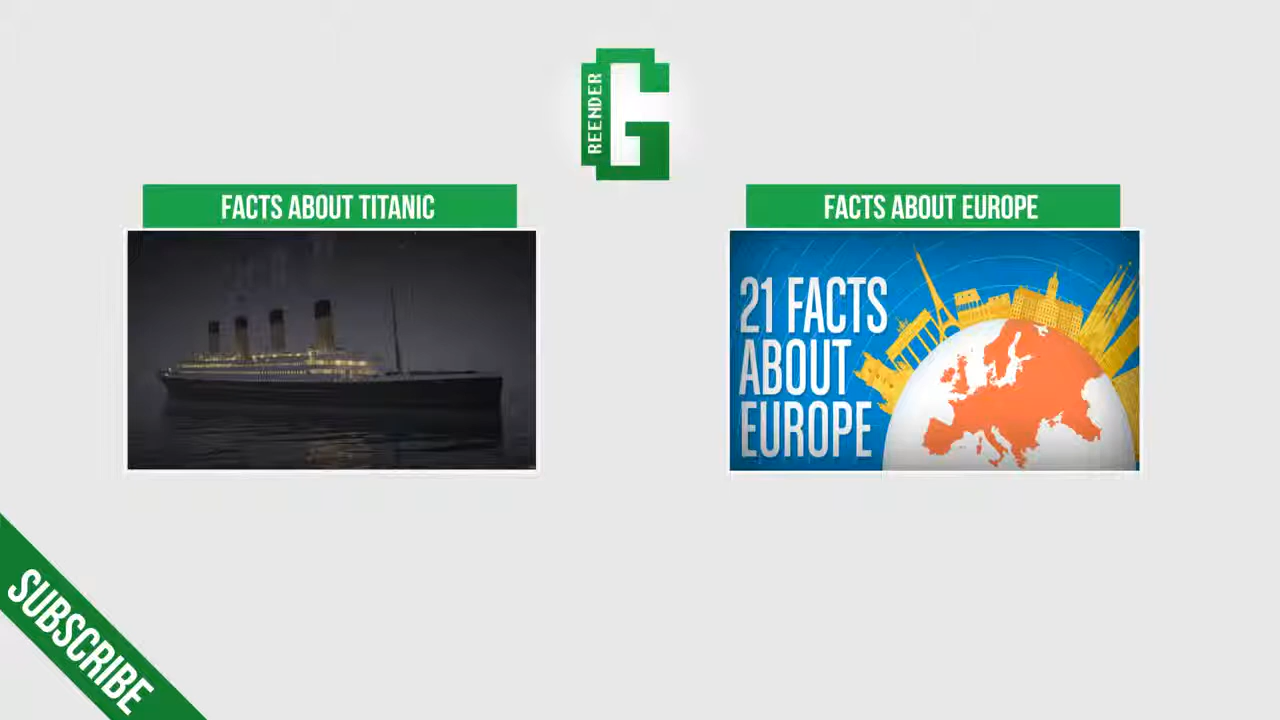 REENDER
G
FACTS ABOUT TITANIC
FACTS ABOUT EUROPE
21 FACTS
ABOUT
EUROPE
SUBSCRIBE